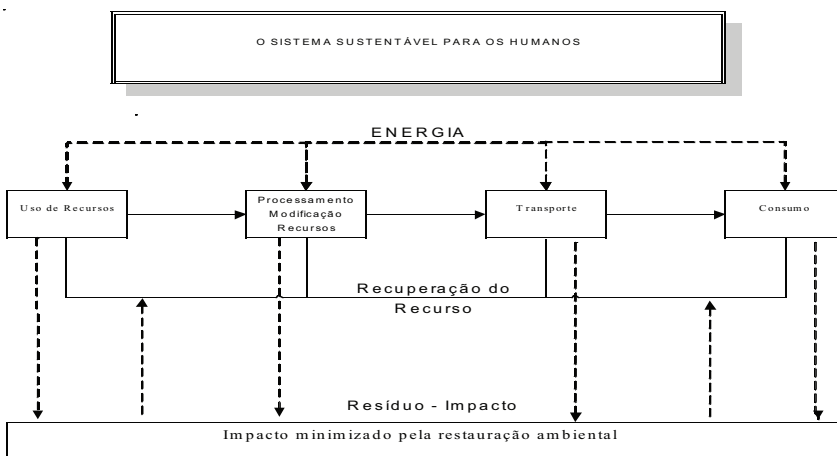 O SISTEMA SUSTENTÁVEL PARA OS HUMANOS
ENERGIA
Uso de Recursos
Processamento
Modificação
Recursos
Transporte
Consumo
Recuperação do
Recurso
Resíduo - Impacto
Impacto minimizado pela restauração ambiental